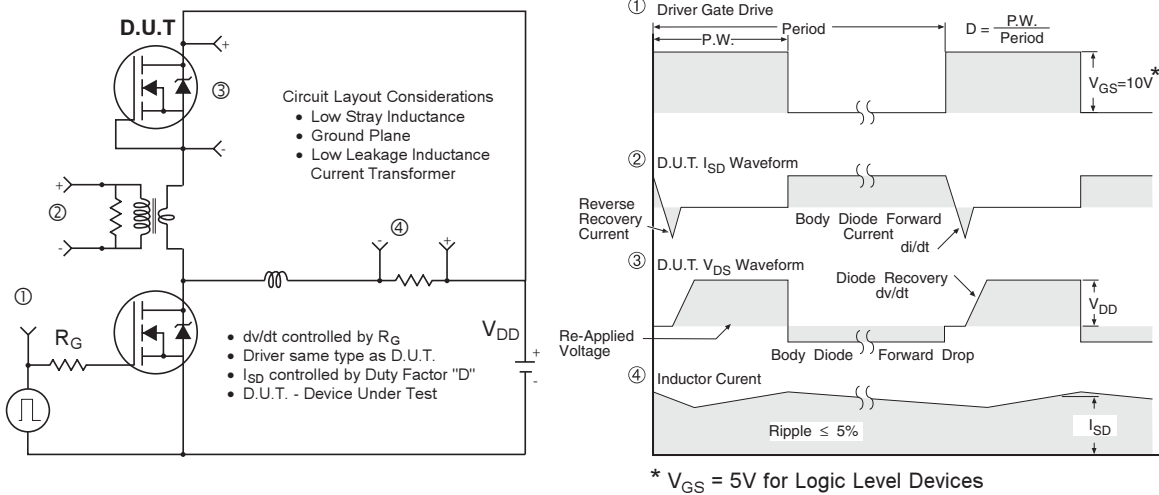 D.U.T
+
③
-
Circuit Layout Considerations
• Low Stray Inductance
• Ground Plane
• Low Leakage Inductance
Current Transformer
+
②
-
④
-
+
①
R_G
• dv/dt controlled by R_G
• Driver same type as D.U.T.
• I_SD controlled by Duty Factor "D"
• D.U.T. - Device Under Test
V_DD
+
-
① Driver Gate Drive
P.W.
Period
D = P.W.
Period
V_GS=10V *
② D.U.T. I_SD Waveform
Reverse
Recovery
Current
Body Diode Forward
Current
di/dt
③ D.U.T. V_DS Waveform
Diode Recovery
dv/dt
V_DD
Re-Applied
Voltage
Body Diode Forward Drop
④ Inductor Curent
Ripple ≤ 5%
I_SD
* V_GS = 5V for Logic Level Devices